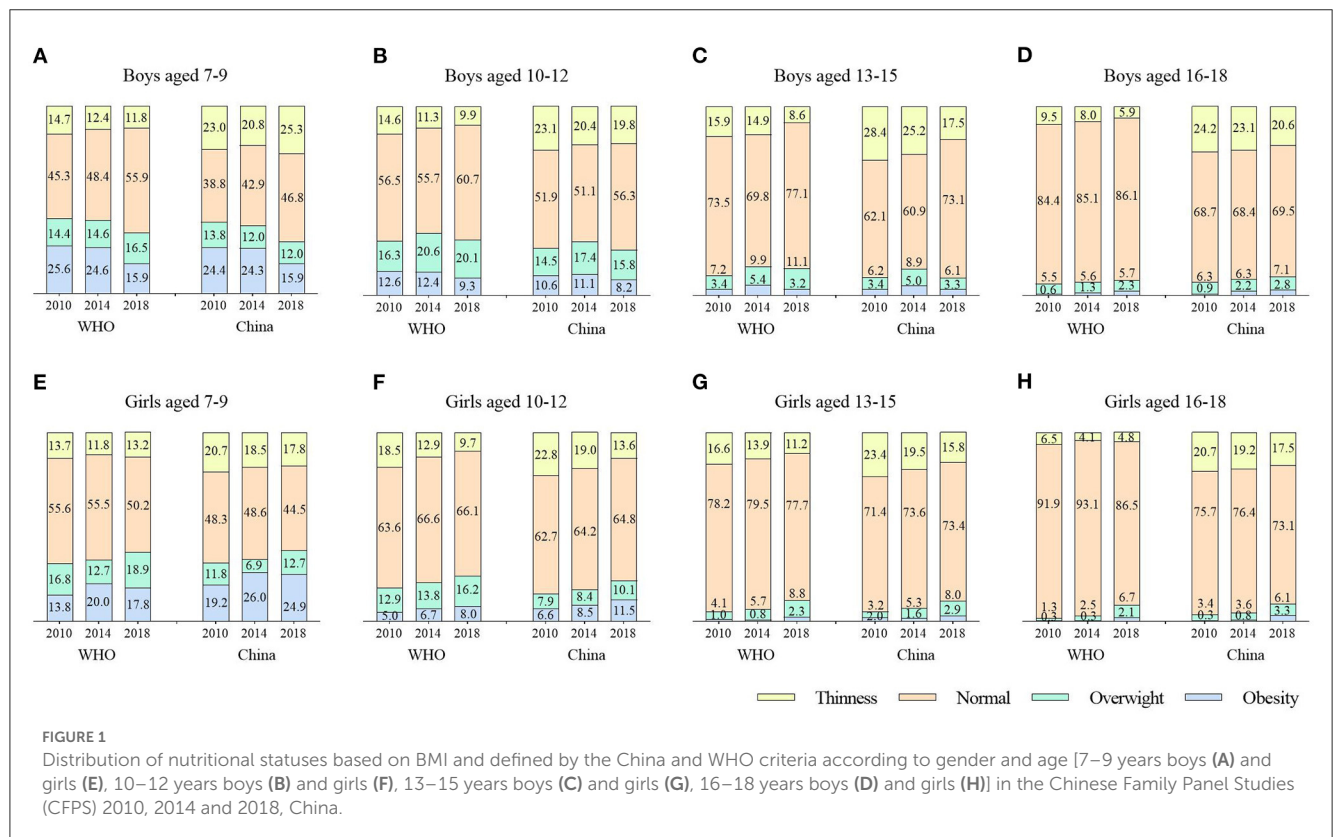 A
Boys aged 7-9
14.7 12.4 11.8 23.0 20.8 25.3
45.3 48.4 55.9 38.8 42.9 46.8
14.4 14.6 16.5 13.8 12.0 12.0
25.6 24.6 15.9 24.4 24.3 15.9
2010 2014 2018 2010 2014 2018
WHO China
B
Boys aged 10-12
14.6 11.3 9.9 23.1 20.4 19.8
56.5 55.7 60.7 51.9 51.1 56.3
16.3 20.6 20.1 14.5 17.4 15.8
12.6 12.4 9.3 10.6 11.1 8.2
2010 2014 2018 2010 2014 2018
WHO China
C
Boys aged 13-15
15.9 14.9 8.6 28.4 25.2 17.5
73.5 69.8 77.1 62.1 60.9 73.1
7.2 9.9 11.1 6.2 8.9 6.1
3.4 5.4 3.2 3.4 5.0 3.3
2010 2014 2018 2010 2014 2018
WHO China
D
Boys aged 16-18
9.5 8.0 5.9 24.2 23.1 20.6
84.4 85.1 86.1 68.7 68.4 69.5
5.5 5.6 5.7 6.3 6.3 7.1
0.6 1.3 2.3 0.9 2.2 2.8
2010 2014 2018 2010 2014 2018
WHO China
E
Girls aged 7-9
13.7 11.8 13.2 20.7 18.5 17.8
55.6 55.5 50.2 48.3 48.6 44.5
16.8 12.7 18.9 11.8 6.9 12.7
13.8 20.0 17.8 19.2 26.0 24.9
2010 2014 2018 2010 2014 2018
WHO China
F
Girls aged 10-12
18.5 12.9 9.7 22.8 19.0 13.6
63.6 66.6 66.1 62.7 64.2 64.8
12.9 13.8 16.2 7.9 8.4 10.1
5.0 6.7 8.0 6.6 8.5 11.5
2010 2014 2018 2010 2014 2018
WHO China
G
Girls aged 13-15
16.6 13.9 11.2 23.4 19.5 15.8
78.2 79.5 77.7 71.4 73.6 73.4
4.1 5.7 8.8 3.2 5.3 8.0
1.0 0.8 2.3 2.0 1.6 2.9
2010 2014 2018 2010 2014 2018
WHO China
H
Girls aged 16-18
6.5 4.1 4.8 20.7 19.2 17.5
91.9 93.1 86.5 75.7 76.4 73.1
1.3 2.5 6.7 3.4 3.6 6.1
0.3 0.3 2.1 0.3 0.8 3.3
2010 2014 2018 2010 2014 2018
WHO China
Thinness Normal Overwight Obesity
FIGURE 1
Distribution of nutritional statuses based on BMI and defined by the China and WHO criteria according to gender and age [7–9 years boys (A) and
girls (E), 10–12 years boys (B) and girls (F), 13–15 years boys (C) and girls (G), 16–18 years boys (D) and girls (H)] in the Chinese Family Panel Studies
(CFPS) 2010, 2014 and 2018, China.